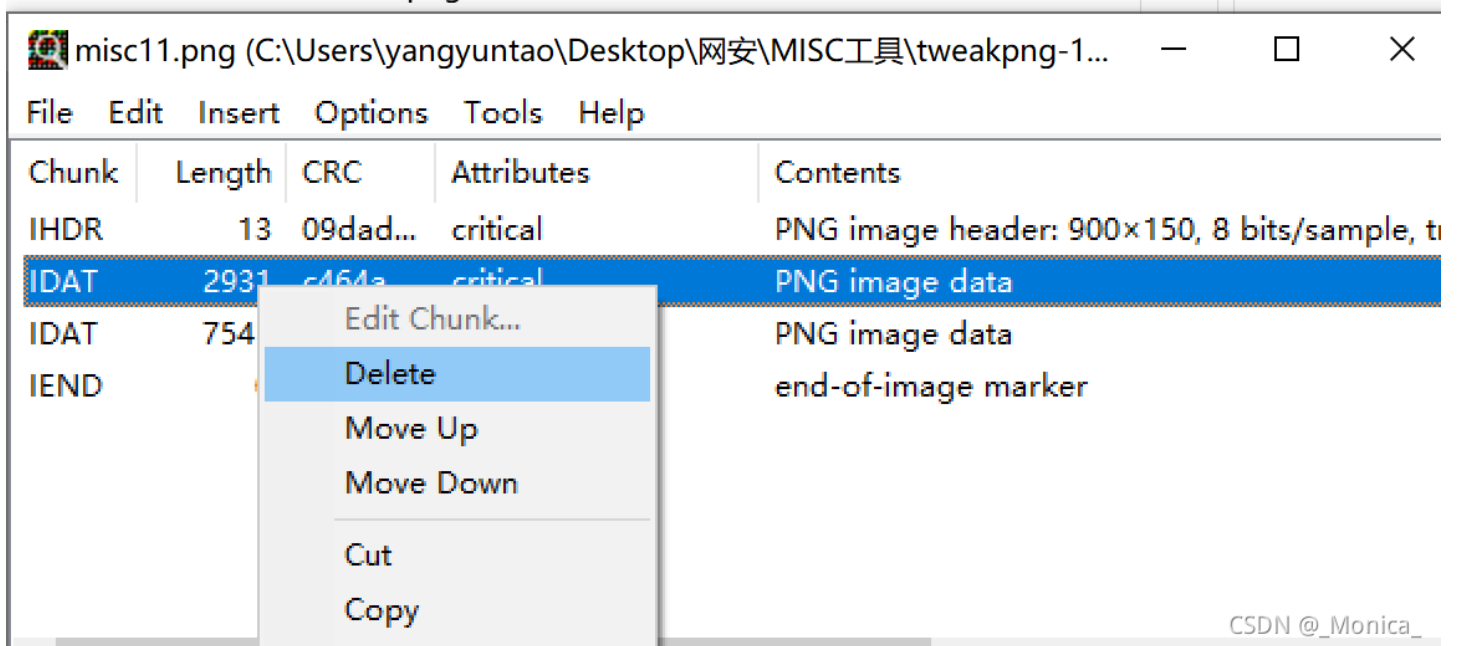 misc11.png (C:\Users\yangyuntao\Desktop\网安\MISC工具\tweakpng-1...
File Edit Insert Options Tools Help
Chunk Length CRC Attributes Contents
IHDR 13 09dad... critical PNG image header: 900×150, 8 bits/sample,
IDAT 2931 c464a critical PNG image data
IDAT 754 PNG image data
IEND end-of-image marker
Edit Chunk...
Delete
Move Up
Move Down
Cut
Copy
CSDN @_Monica_